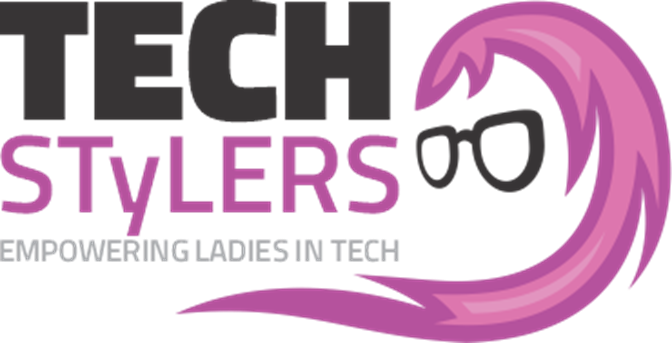 TECH
STyLERS
EMPOWERING LADIES IN TECH